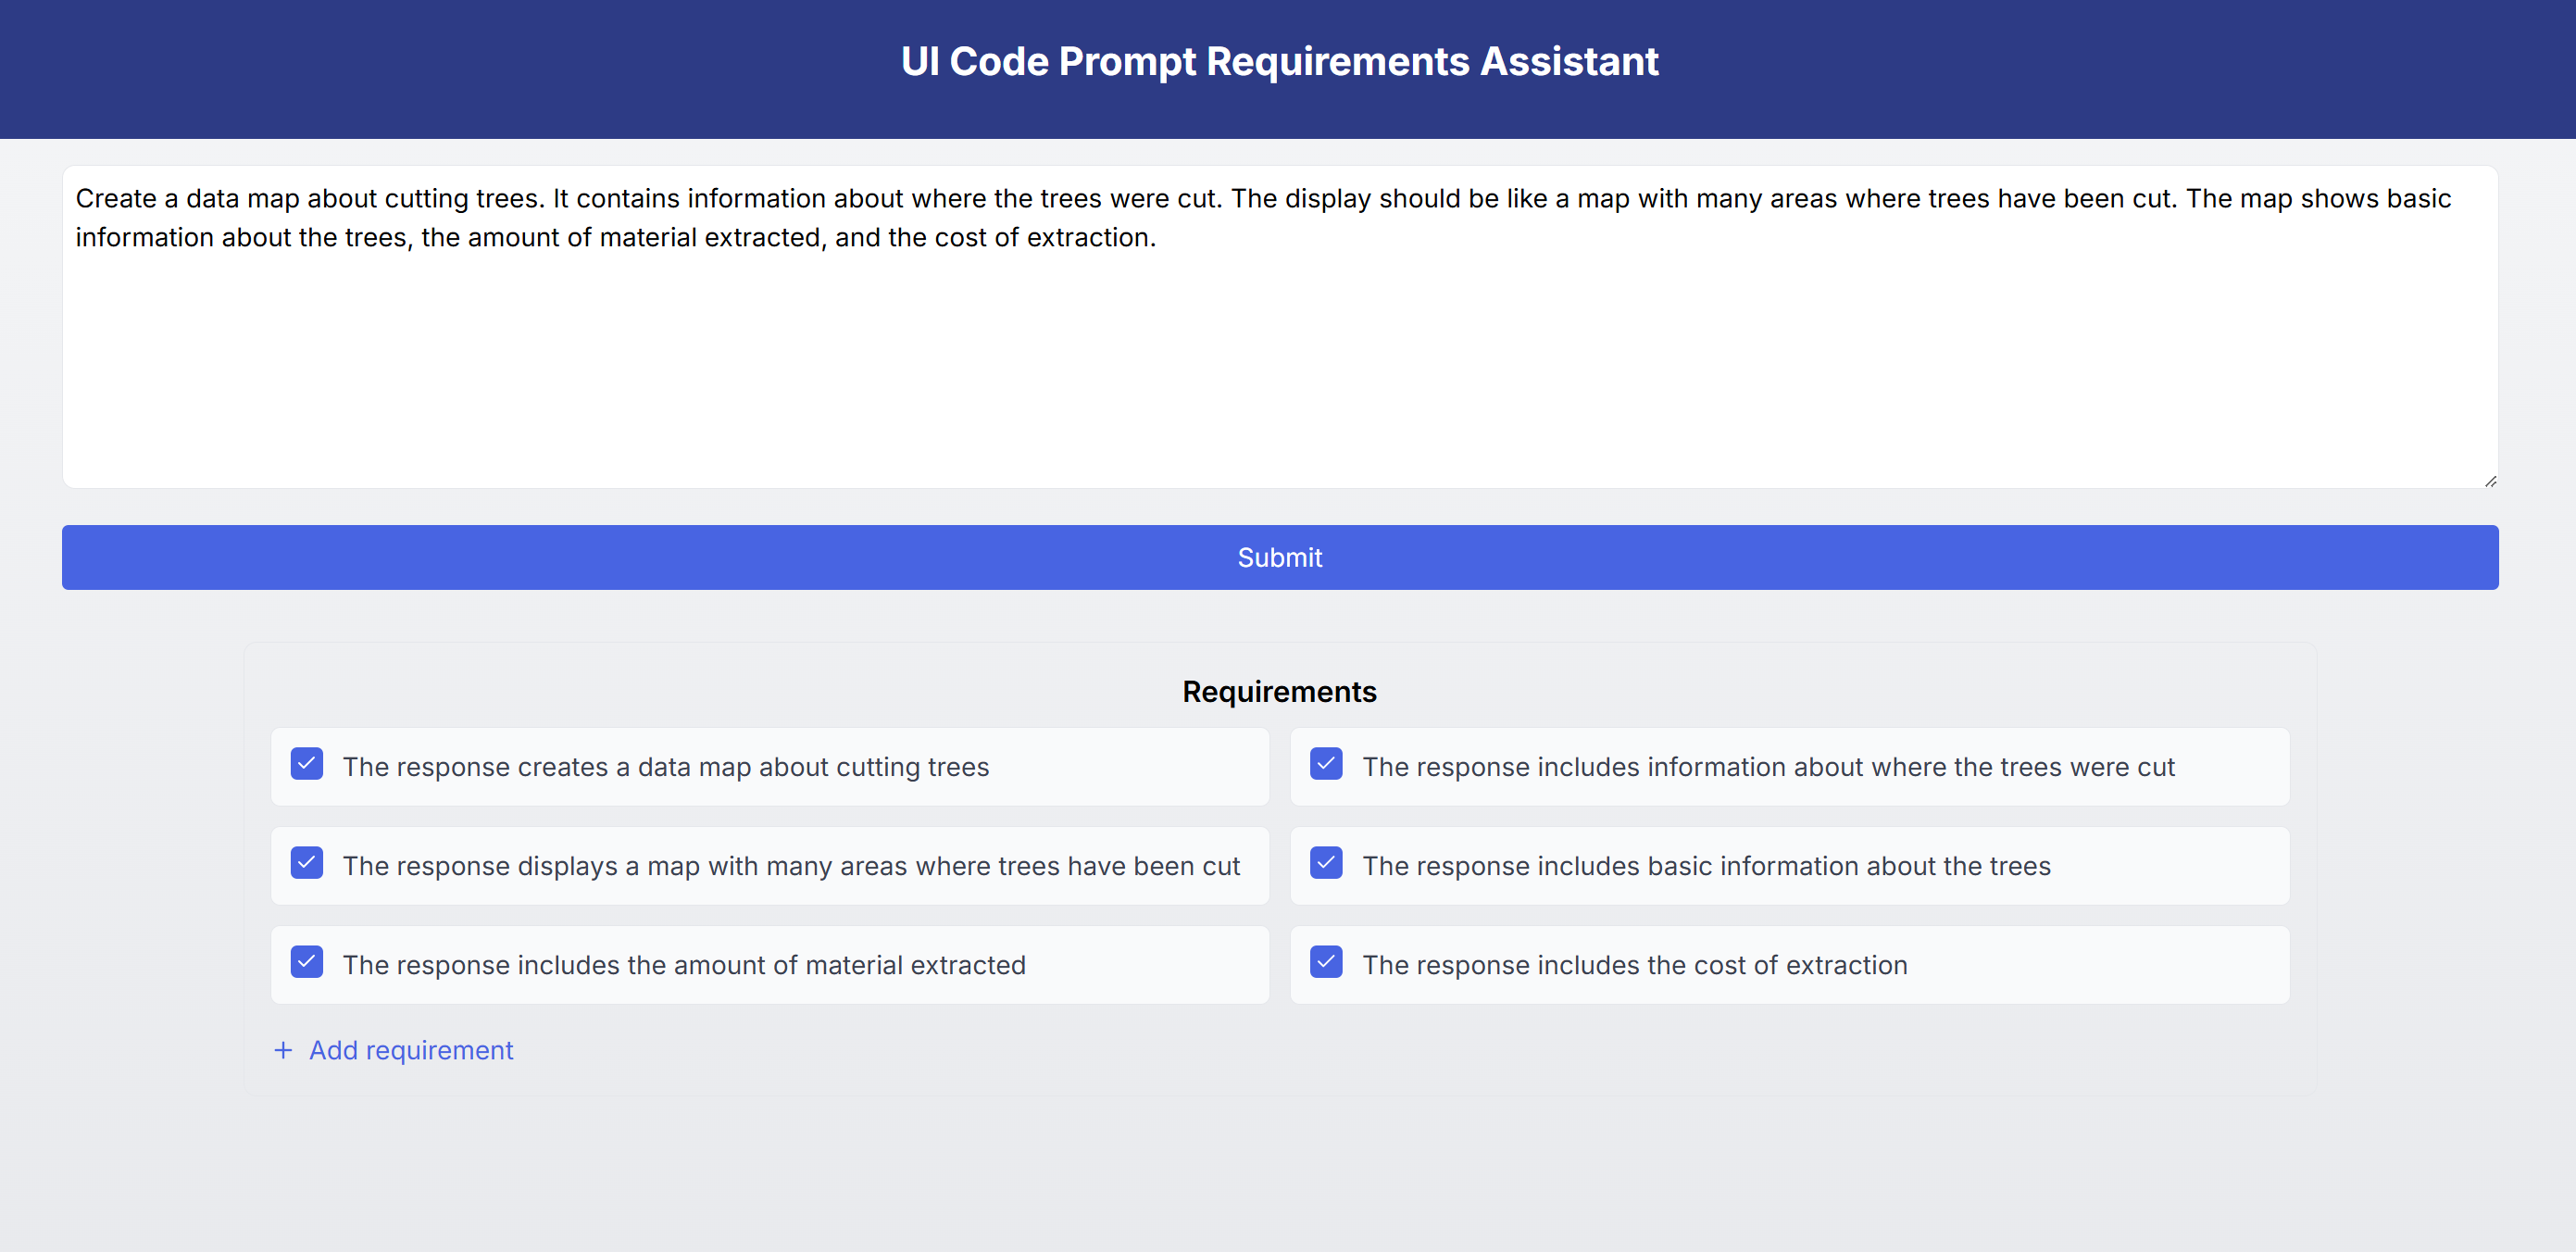 UI Code Prompt Requirements Assistant
Create a data map about cutting trees. It contains information about where the trees were cut. The display should be like a map with many areas where trees have been cut. The map shows basic
information about the trees, the amount of material extracted, and the cost of extraction.
Submit
Requirements
The response creates a data map about cutting trees
The response includes information about where the trees were cut
The response displays a map with many areas where trees have been cut
The response includes basic information about the trees
The response includes the amount of material extracted
The response includes the cost of extraction
+ Add requirement